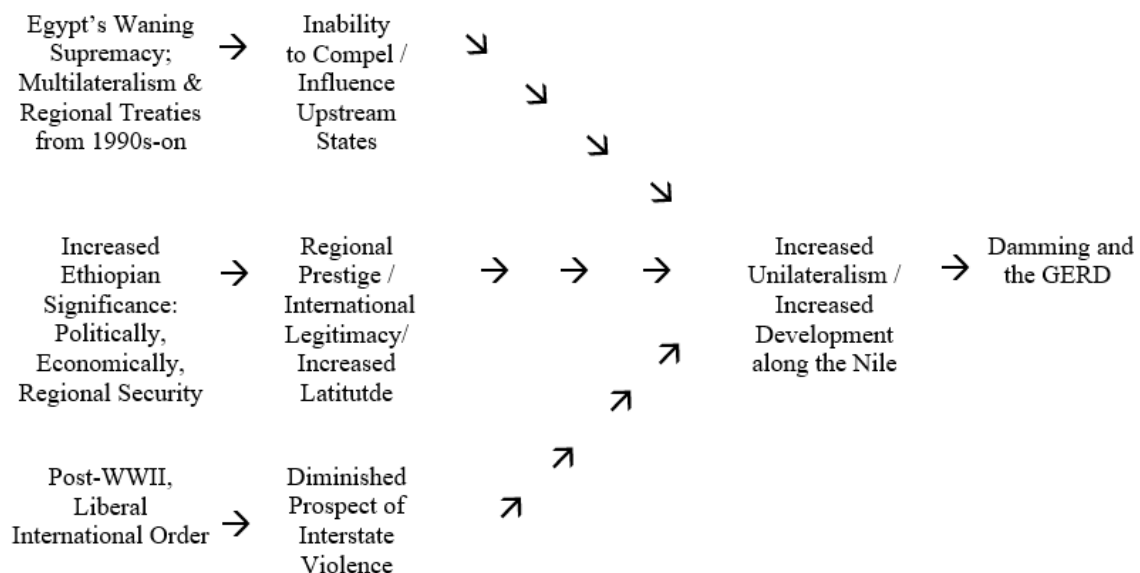 Egypt's Waning
Supremacy;
Multilateralism &
Regional Treaties
from 1990s-on
Inability
to Compel /
Influence
Upstream
States
Increased
Ethiopian
Significance:
Politically,
Economically,
Regional Security
Regional
Prestige /
International
Legitimacy/
Increased
Latitutde
Increased
Unilateralism /
Increased
Development
along the Nile
Damming and
the GERD
Post-WWII,
Liberal
International Order
Diminished
Prospect of
Interstate
Violence